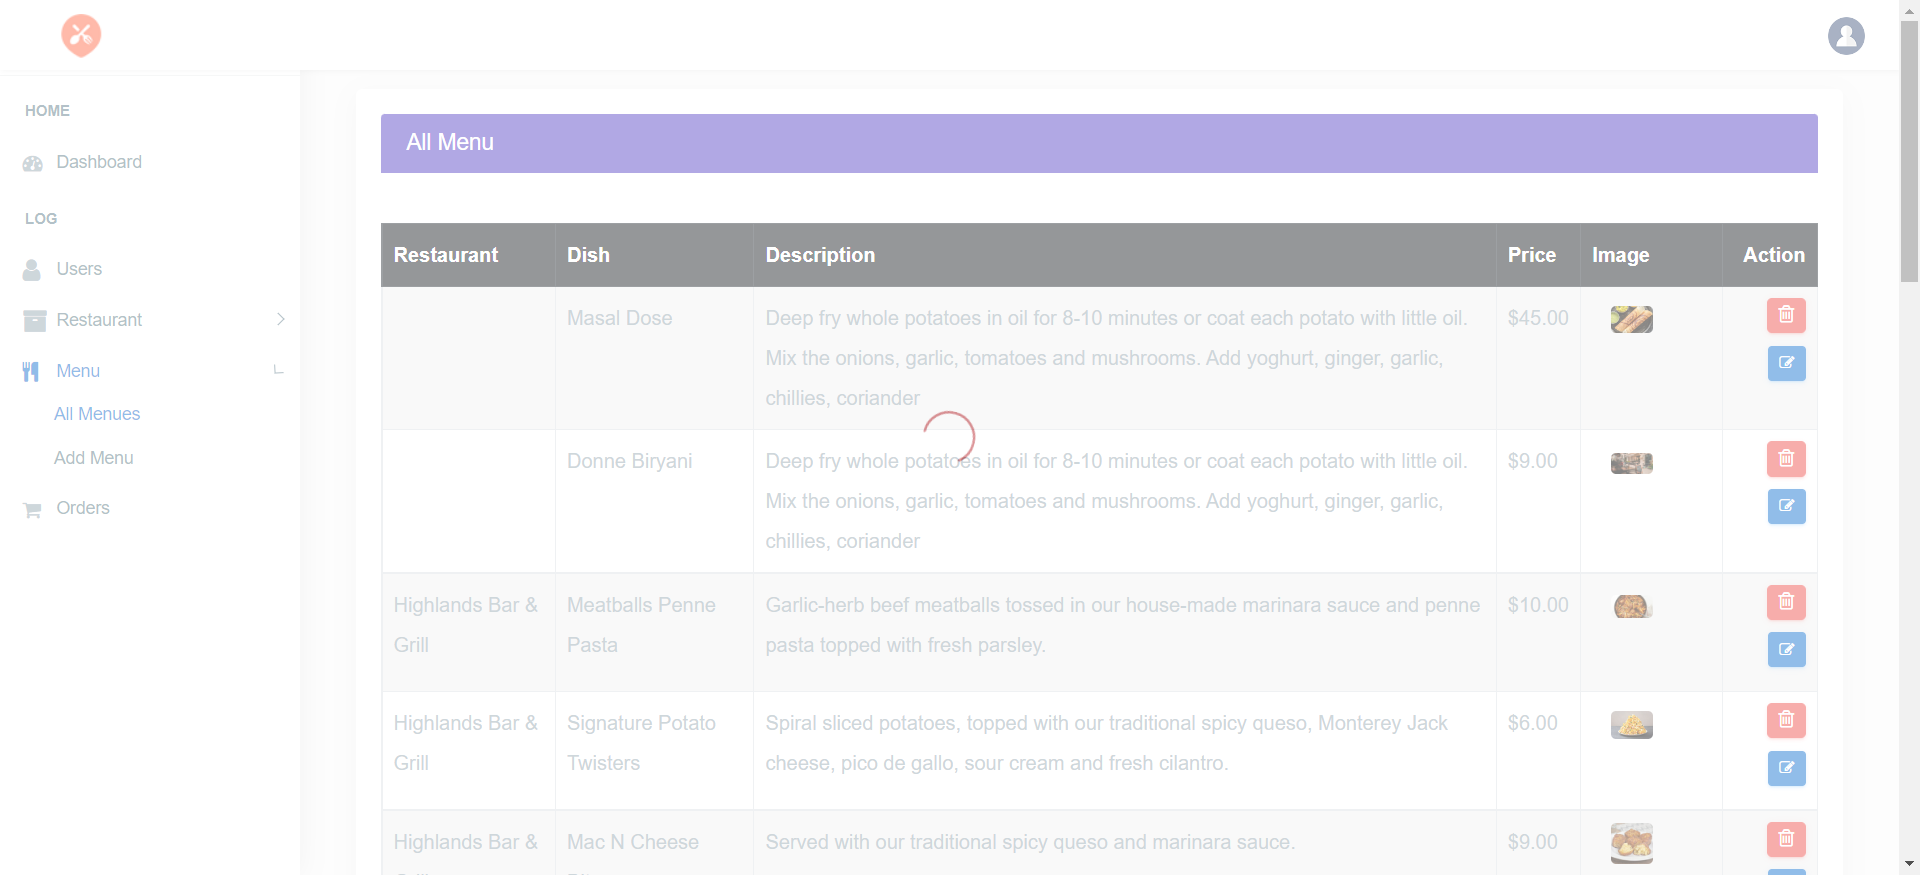 HOME
Dashboard
LOG
Users
Restaurant
Menu
All Menues
Add Menu
Orders
All Menu
Restaurant Dish Description Price Image Action
Masal Dose Deep fry whole potatoes in oil for 8-10 minutes or coat each potato with little oil. $45.00
Mix the onions, garlic, tomatoes and mushrooms. Add yoghurt, ginger, garlic,
chillies, coriander
Donne Biryani Deep fry whole potatoes in oil for 8-10 minutes or coat each potato with little oil. $9.00
Mix the onions, garlic, tomatoes and mushrooms. Add yoghurt, ginger, garlic,
chillies, coriander
Highlands Bar & Meatballs Penne Garlic-herb beef meatballs tossed in our house-made marinara sauce and penne $10.00
Grill Pasta pasta topped with fresh parsley.
Highlands Bar & Signature Potato Spiral sliced potatoes, topped with our traditional spicy queso, Monterey Jack $6.00
Grill Twisters cheese, pico de gallo, sour cream and fresh cilantro.
Highlands Bar & Mac N Cheese Served with our traditional spicy queso and marinara sauce. $9.00